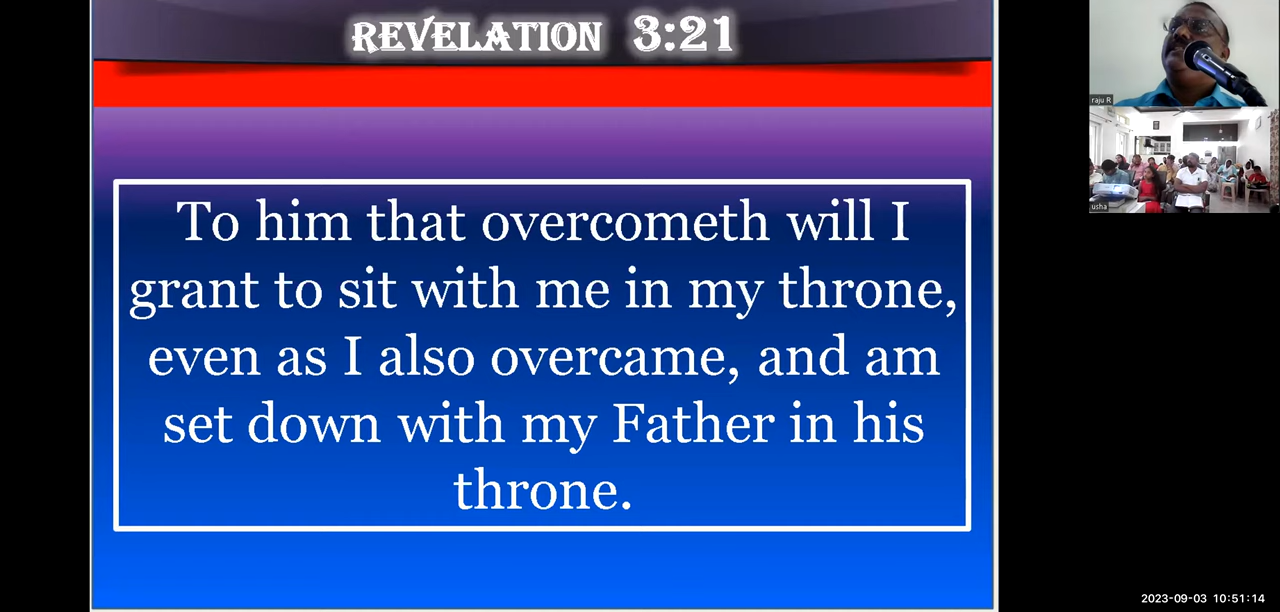 REVELATION 3:21
To him that overcometh will I
grant to sit with me in my throne,
even as I also overcame, and am
set down with my Father in his
throne.
raju R
usha
2023-09-03 10:51:14